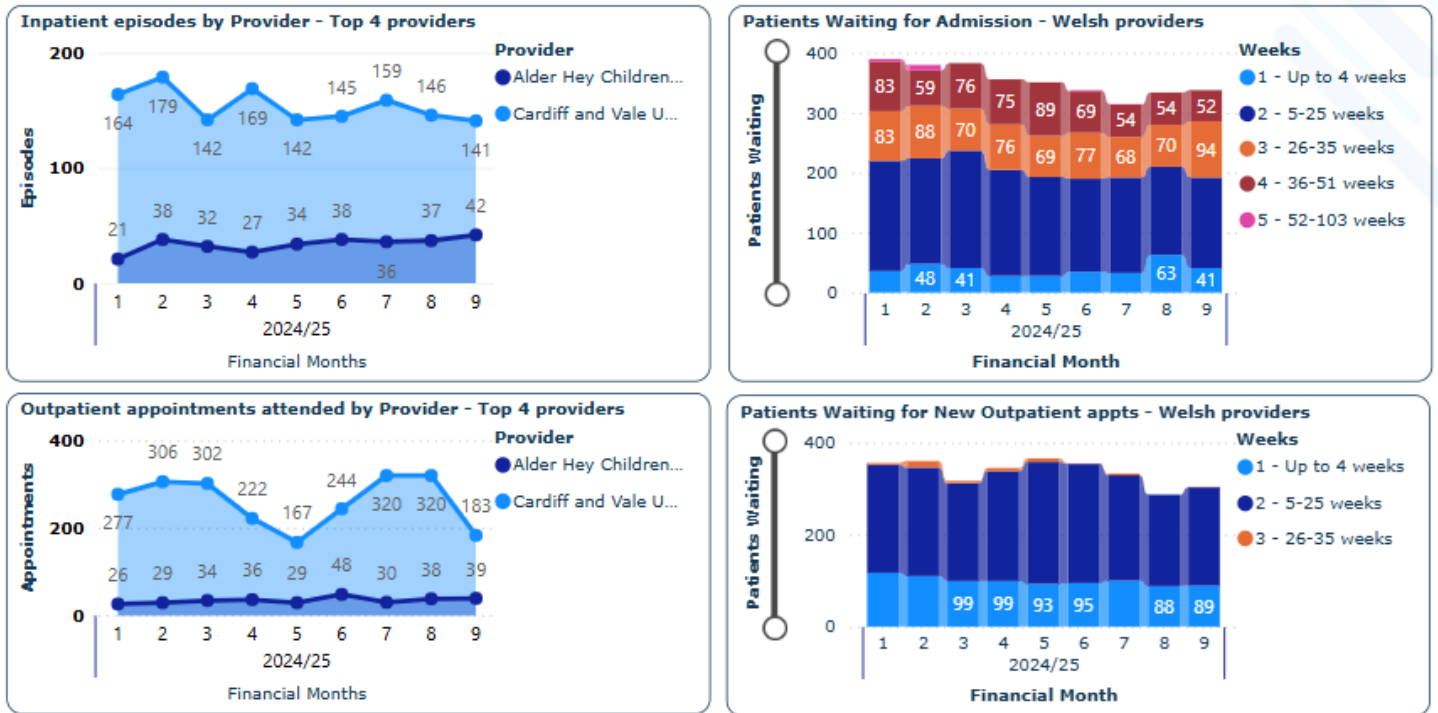 Inpatient episodes by Provider - Top 4 providers
200
100
0
Episodes
164
179
142
169
142
145
159
146
141
21
38
32
27
34
38
36
37
42
1 2 3 4 5 6 7 8 9
2024/25
Financial Months
Provider
Alder Hey Children...
Cardiff and Vale U...
Patients Waiting for Admission - Welsh providers
400
300
200
100
0
Patients Waiting
83 59 76 75 89 69 54 54 52
83 88 70 76 69 77 68 70 94
48 41 63 41
1 2 3 4 5 6 7 8 9
2024/25
Financial Month
Weeks
1 - Up to 4 weeks
2 - 5-25 weeks
3 - 26-35 weeks
4 - 36-51 weeks
5 - 52-103 weeks
Outpatient appointments attended by Provider - Top 4 providers
400
200
0
Appointments
277
306
302
222
167
244
320
320
183
26
29
34
36
29
48
30
38
39
1 2 3 4 5 6 7 8 9
2024/25
Financial Months
Provider
Alder Hey Children...
Cardiff and Vale U...
Patients Waiting for New Outpatient appts - Welsh providers
400
200
0
Patients Waiting
99 99 93 95 88 89
1 2 3 4 5 6 7 8 9
2024/25
Financial Month
Weeks
1 - Up to 4 weeks
2 - 5-25 weeks
3 - 26-35 weeks